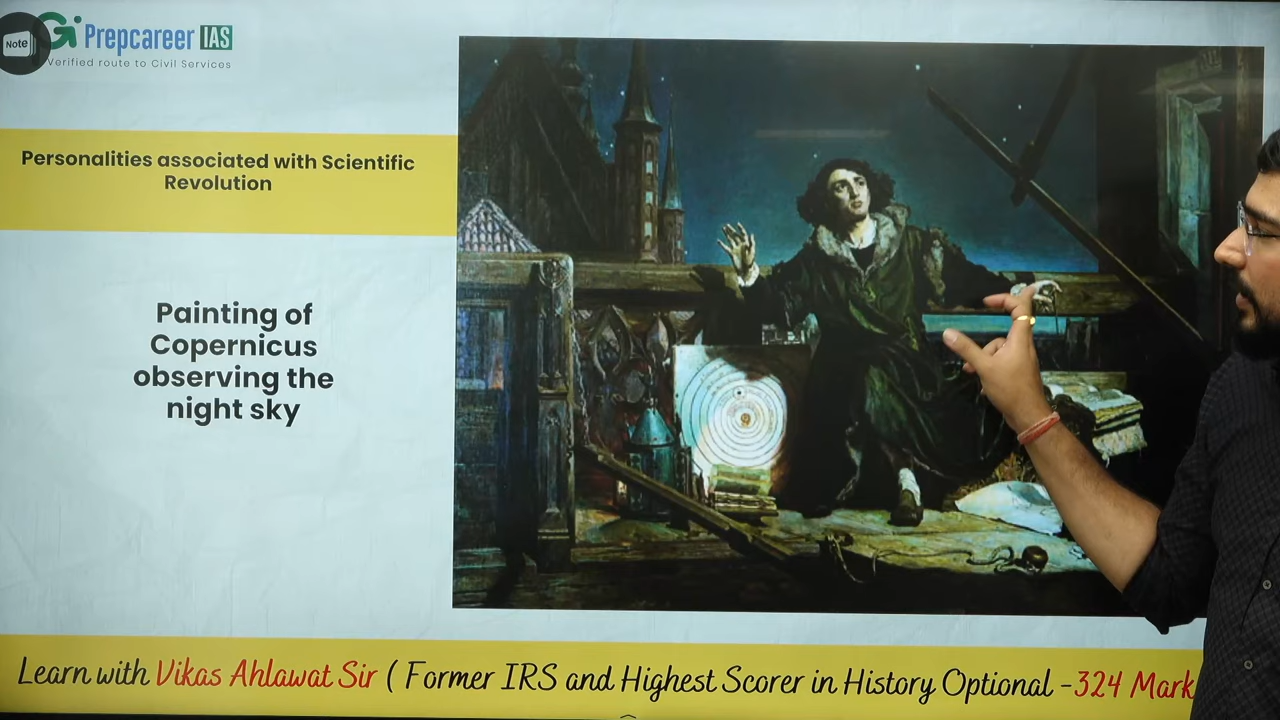 Note
Gi Prepcareer IAS
Verified route to Civil Services
Personalities associated with Scientific
Revolution
Painting of
Copernicus
observing the
night sky
Learn with Vikas Ahlawat Sir ( Former IRS and Highest Scorer in History Optional -324 Mark